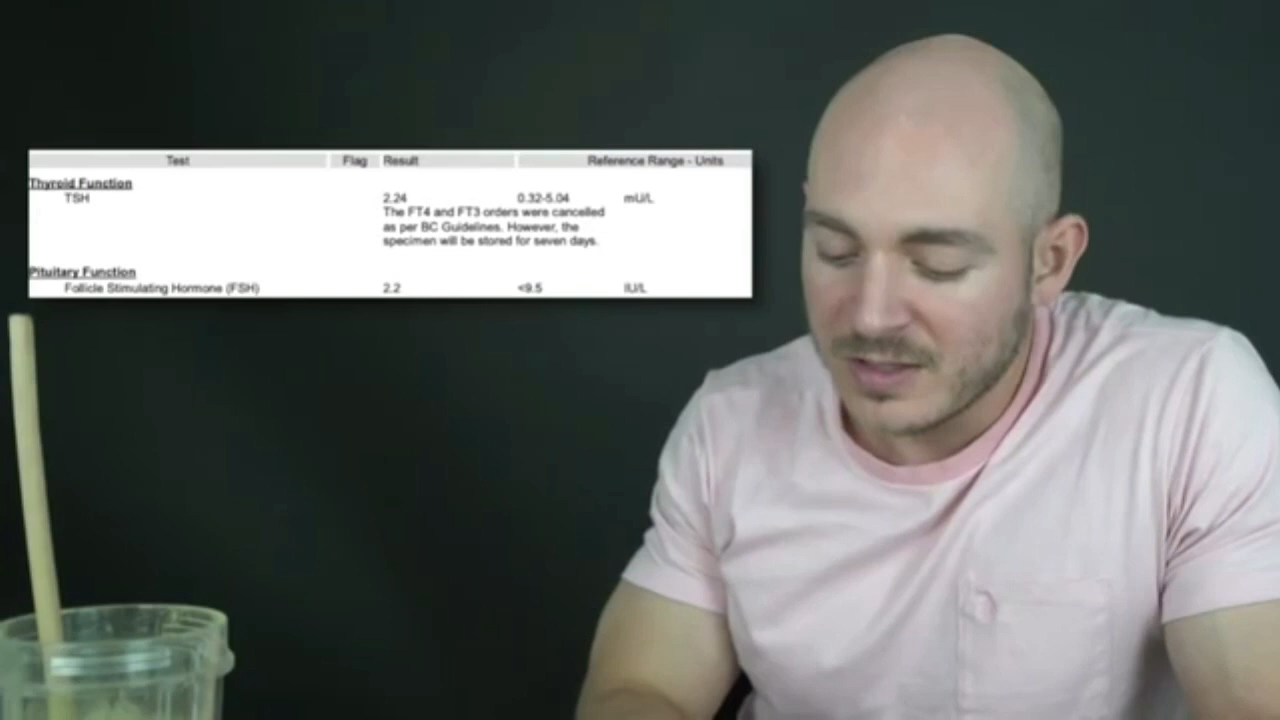 Test Flag Result Reference Range - Units
Thyroid Function
TSH 2.24 0.32-5.04 mU/L
The FT4 and FT3 orders were cancelled
as per BC Guidelines. However, the
specimen will be stored for seven days.
Pituitary Function
Follicle Stimulating Hormone (FSH) 2.2 <9.5 IU/L